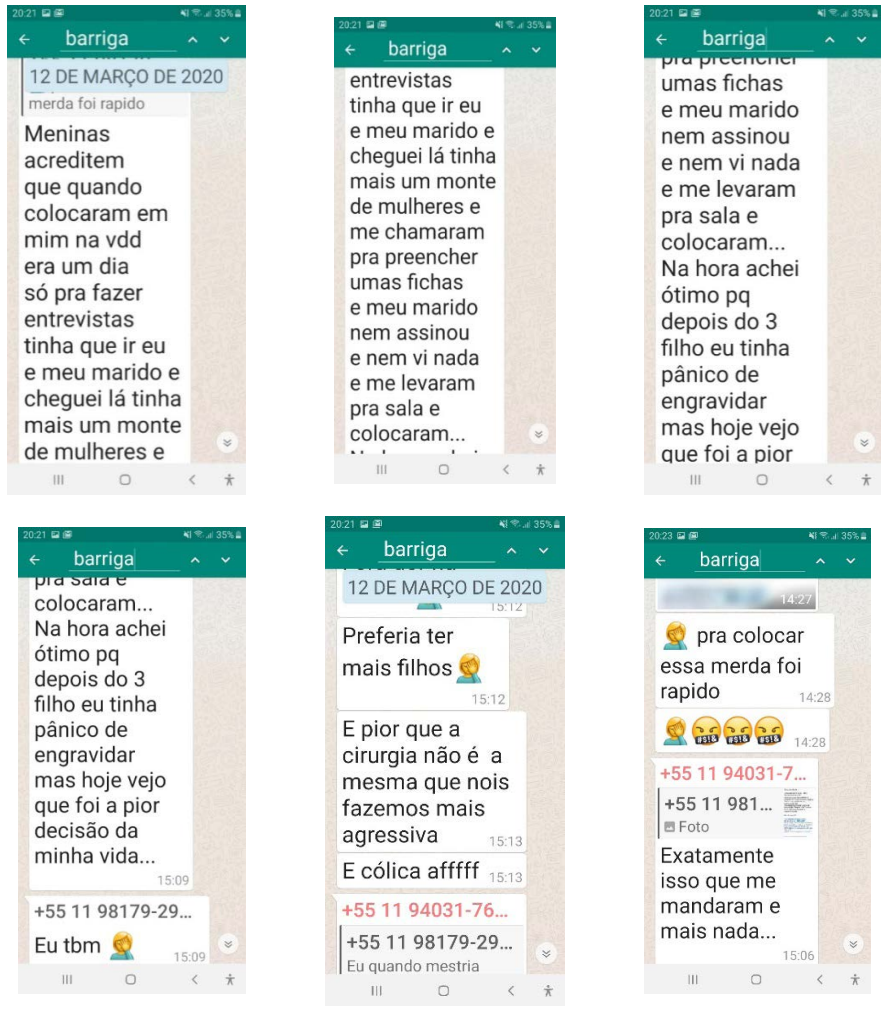 20:21 35%
barriga
12 DE MARÇO DE 2020
merda foi rapido
Meninas
acreditem
que quando
colocaram em
mim na vdd
era um dia
só pra fazer
entrevistas
tinha que ir eu
e meu marido e
cheguei lá tinha
mais um monte
de mulheres e
20:21 35%
barriga
entrevistas
tinha que ir eu
e meu marido e
cheguei lá tinha
mais um monte
de mulheres e
me chamaram
pra preencher
umas fichas
e meu marido
nem assinou
e nem vi nada
e me levaram
pra sala e
colocaram...
20:21 35%
barriga
pra preencher
umas fichas
e meu marido
nem assinou
e nem vi nada
e me levaram
pra sala e
colocaram...
Na hora achei
ótimo pq
depois do 3
filho eu tinha
pânico de
engravidar
mas hoje vejo
que foi a pior
20:21 35%
barriga
pra sala e
colocaram...
Na hora achei
ótimo pq
depois do 3
filho eu tinha
pânico de
engravidar
mas hoje vejo
que foi a pior
decisão da
minha vida...
15:09
+55 11 98179-29...
Eu tbm 🤦
15:09
20:21 35%
barriga
12 DE MARÇO DE 2020
15:12
Preferia ter
mais filhos 🤦
15:12
E pior que a
cirurgia não é a
mesma que nois
fazemos mais
agressiva 15:13
E cólica afffff 15:13
+55 11 94031-76...
+55 11 98179-29...
Eu quando mestria
20:23 35%
barriga
14:27
🤦 pra colocar
essa merda foi
rapido 14:28
🤦🤬🤬🤬 14:28
+55 11 94031-7...
+55 11 981...
Foto
Exatamente
isso que me
mandaram e
mais nada...
15:06